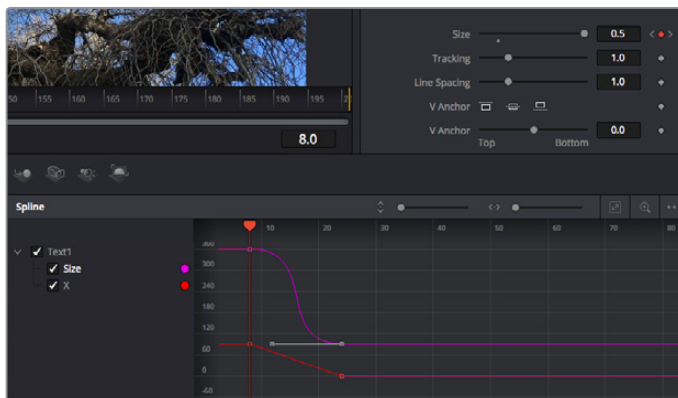 Size 0.5
Tracking 1.0
Line Spacing 1.0
V Anchor
V Anchor 0.0
Top Bottom
155 160 165 170 175 180 185 190 195
8.0
Spline
10 20 30 40 50 60 70 80
Text1
Size
X
300
240
180
120
60
0
-60